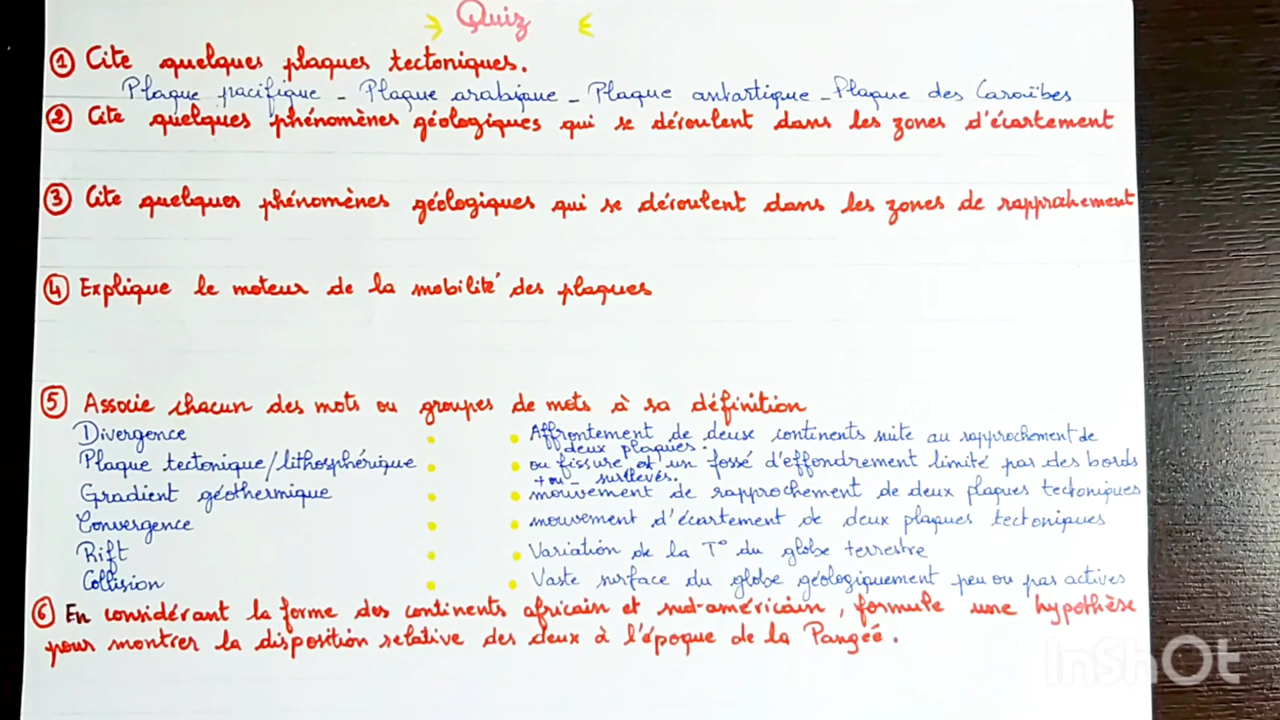 Quiz
① Cite quelques plaques tectoniques.
Plaque pacifique - Plaque arabique - Plaque antartique - Plaque des Caraïbes
② Cite quelques phénomènes géologiques qui se déroulent dans les zones d'écartement
③ Cite quelques phénomènes géologiques qui se déroulent dans les zones de rapprochement
④ Explique le moteur de la mobilité des plaques
⑤ Associe chacun des mots ou groupes de mots à sa définition
Divergence • • Affrontement de deux continents suite au rapprochement de
deux plaques.
Plaque tectonique/lithosphérique • • ou fissure et un fossé d'effondrement limité par des bords
+ ou - surlevés.
Gradient géothermique • • mouvement de rapprochement de deux plaques tectoniques
Convergence • • mouvement d'écartement de deux plaques tectoniques
Rift • • Variation de la T° du globe terrestre
Collision • • Vaste surface du globe géologiquement peu ou pas actives
⑥ En considérant la forme des continents africain et sud-américain, formule une hypothèse
pour montrer la disposition relative des deux à l'époque de la Pangéé.
InShOt